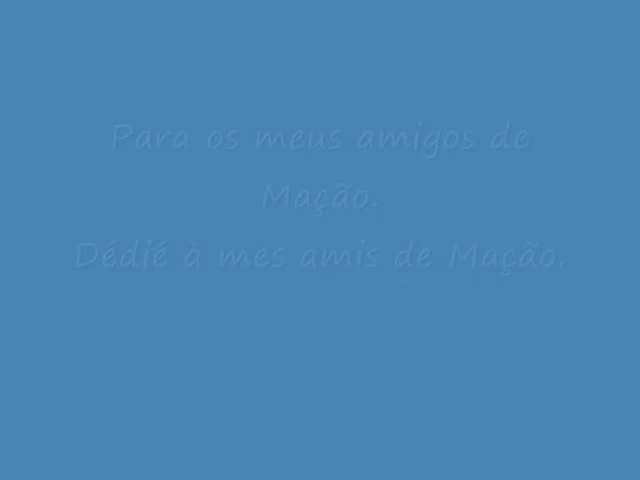 Para os meus amigos de
Mação.
Dédié à mes amis de Mação.